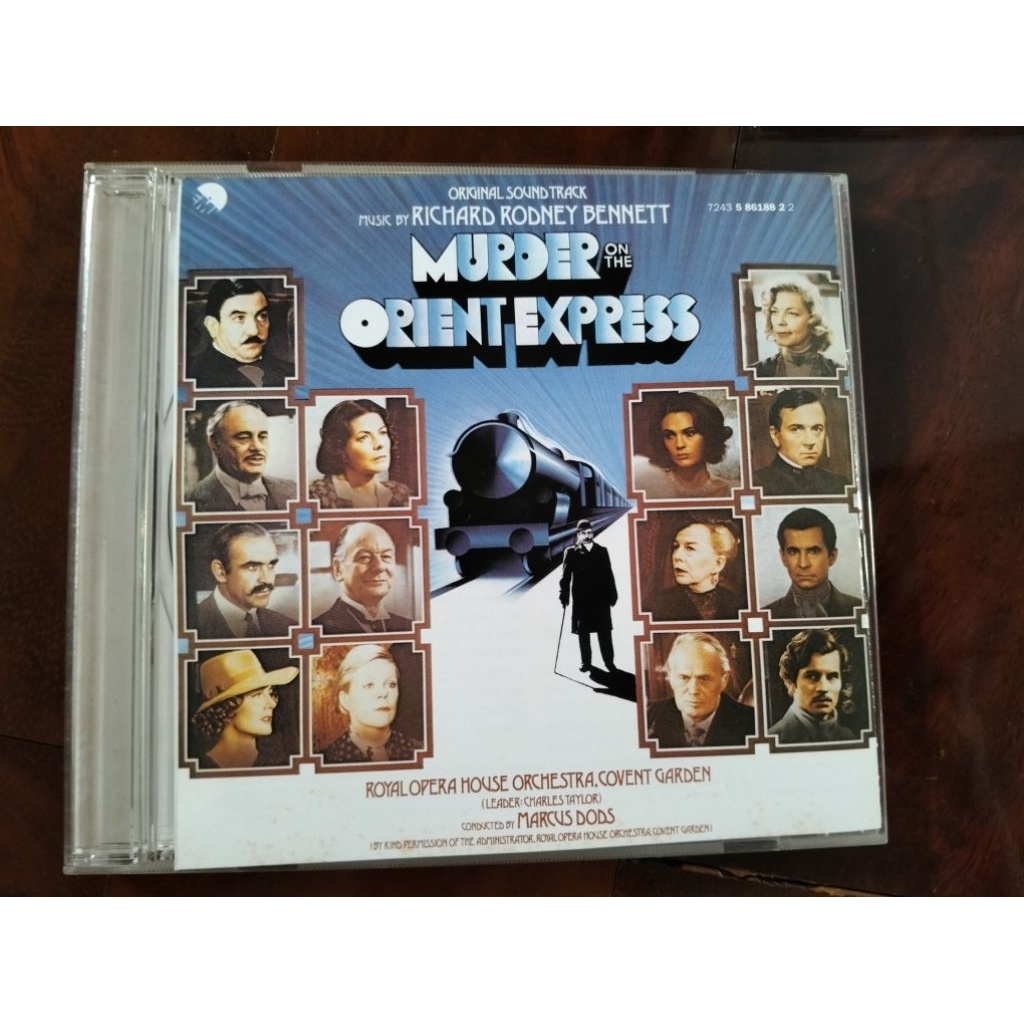 ORIGINAL SOUNDTRACK
MUSIC BY RICHARD RODNEY BENNETT
7243 5 86188 2 2
MURDER ON THE
ORIENT EXPRESS
ROYAL OPERA HOUSE ORCHESTRA, COVENT GARDEN
(LEADER: CHARLES TAYLOR)
CONDUCTED BY MARCUS DODS
(BY KIND PERMISSION OF THE ADMINISTRATOR, ROYAL OPERA HOUSE ORCHESTRA, COVENT GARDEN)